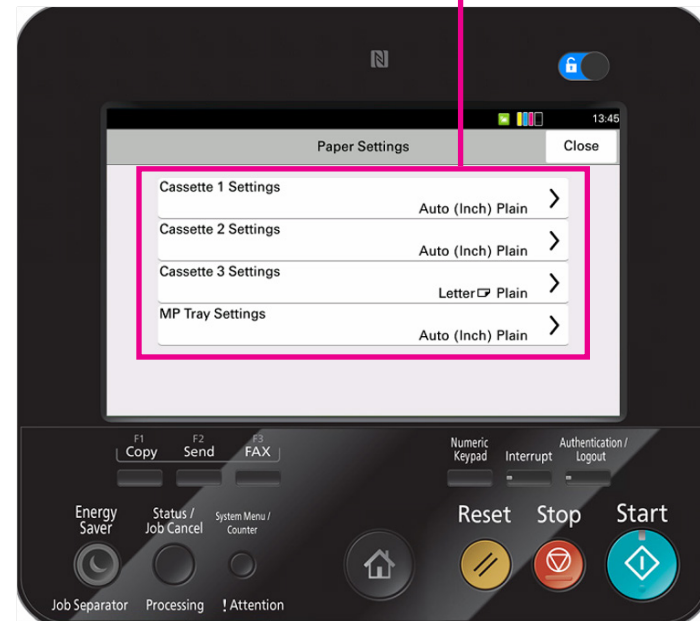 13:45
Paper Settings Close
Cassette 1 Settings
Auto (Inch) Plain
Cassette 2 Settings
Auto (Inch) Plain
Cassette 3 Settings
Letter Plain
MP Tray Settings
Auto (Inch) Plain
F1 F2 F3
Copy Send FAX
Numeric Keypad
Interrupt
Authentication / Logout
Energy Saver
Status / Job Cancel
System Menu / Counter
Reset Stop Start
Job Separator Processing ! Attention